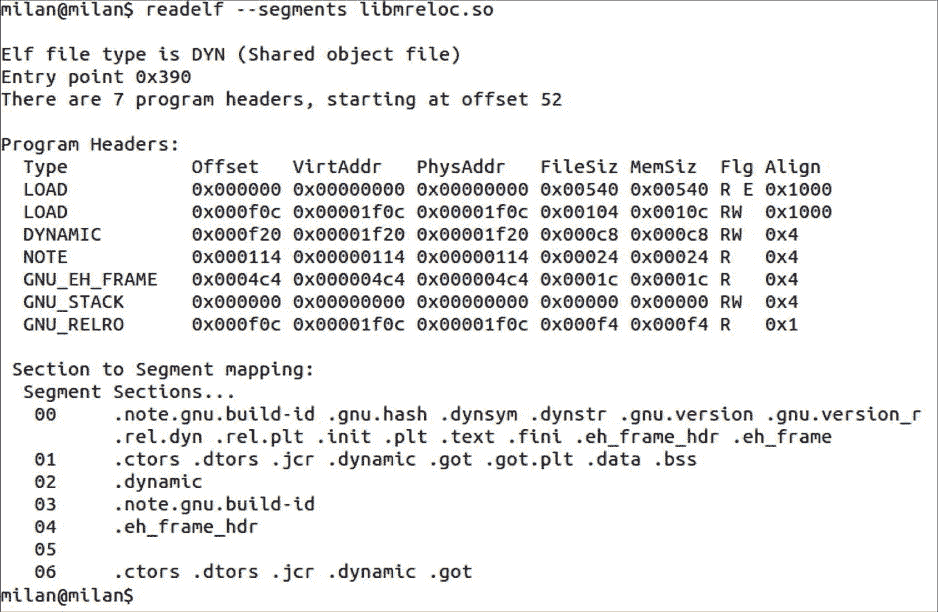 milan@milan$ readelf --segments libmreloc.so
Elf file type is DYN (Shared object file)
Entry point 0x390
There are 7 program headers, starting at offset 52
Program Headers:
Type Offset VirtAddr PhysAddr FileSiz MemSiz Flg Align
LOAD 0x000000 0x00000000 0x00000000 0x00540 0x00540 R E 0x1000
LOAD 0x000f0c 0x00001f0c 0x00001f0c 0x00104 0x0010c RW 0x1000
DYNAMIC 0x000f20 0x00001f20 0x00001f20 0x000c8 0x000c8 RW 0x4
NOTE 0x000114 0x00000114 0x00000114 0x00024 0x00024 R 0x4
GNU_EH_FRAME 0x0004c4 0x000004c4 0x000004c4 0x0001c 0x0001c R 0x4
GNU_STACK 0x000000 0x00000000 0x00000000 0x00000 0x00000 RW 0x4
GNU_RELRO 0x000f0c 0x00001f0c 0x00001f0c 0x000f4 0x000f4 R 0x1
Section to Segment mapping:
Segment Sections...
00 .note.gnu.build-id .gnu.hash .dynsym .dynstr .gnu.version .gnu.version_r
.rel.dyn .rel.plt .init .plt .text .fini .eh_frame_hdr .eh_frame
01 .ctors .dtors .jcr .dynamic .got .got.plt .data .bss
02 .dynamic
03 .note.gnu.build-id
04 .eh_frame_hdr
05
06 .ctors .dtors .jcr .dynamic .got
milan@milan$